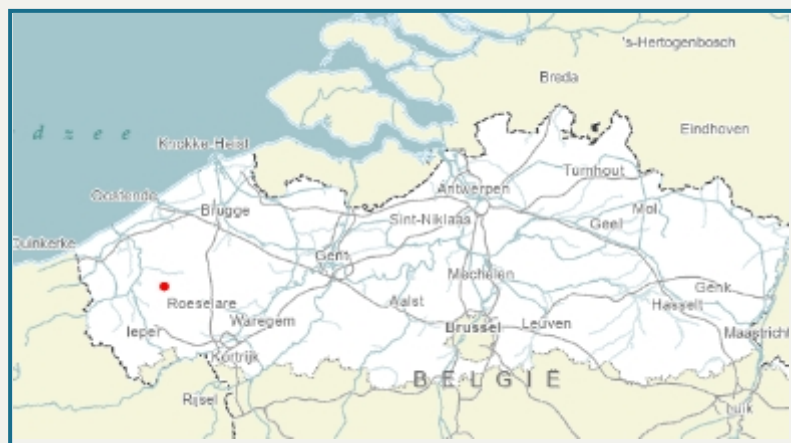 's-Hertogenbosch
Breda
dzee
Eindhoven
Knokke-Heist
Turnhout
Antwerpen
Oostende
Mol
Brugge
Sint-Niklaas
Geel
Duinkerke
Gent
Mechelen
Genk
Roeselare
Aalst
Hasselt
Waregem
Ieper
Brussel
Leuven
Maastricht
Kortrijk
BELGIË
Rijsel
Luik